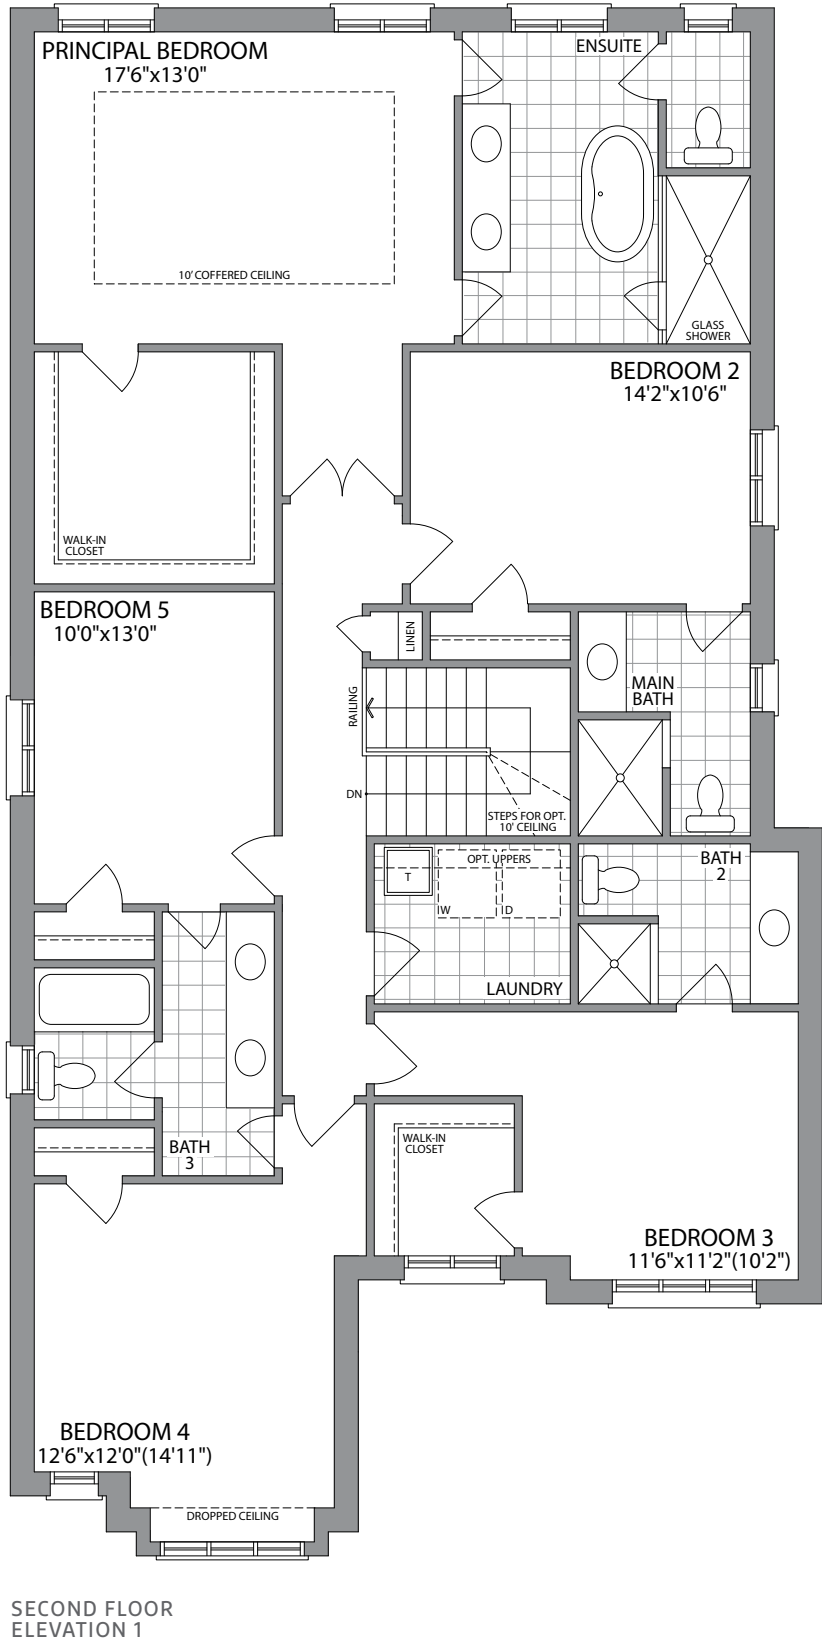 PRINCIPAL BEDROOM
17'6"x13'0"
ENSUITE
10' COFFERED CEILING
GLASS
SHOWER
BEDROOM 2
14'2"x10'6"
WALK-IN
CLOSET
BEDROOM 5
10'0"x13'0"
LINEN
MAIN
BATH
RAILING
DN
STEPS FOR OPT.
10' CEILING
OPT. UPPERS
T
W
D
BATH
2
LAUNDRY
BATH
3
WALK-IN
CLOSET
BEDROOM 3
11'6"x11'2"(10'2")
BEDROOM 4
12'6"x12'0"(14'11")
DROPPED CEILING
SECOND FLOOR
ELEVATION 1